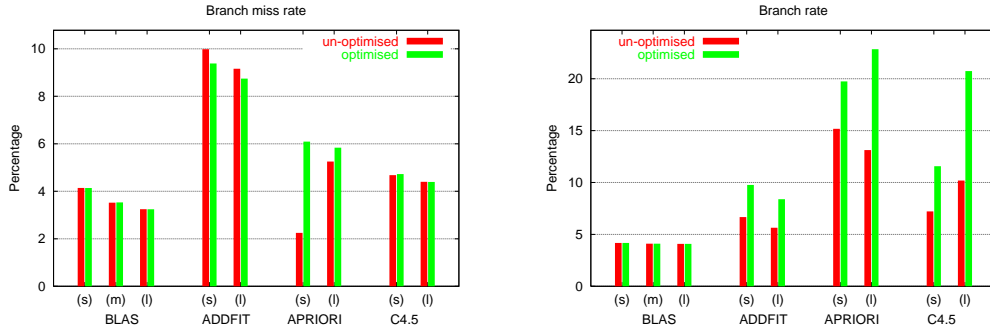 Branch miss rate
un-optimised
optimised
Percentage
10
8
6
4
2
0
(s) (m) (l) (s) (l) (s) (l) (s) (l)
BLAS ADDFIT APRIORI C4.5
Branch rate
un-optimised
optimised
Percentage
20
15
10
5
0
(s) (m) (l) (s) (l) (s) (l) (s) (l)
BLAS ADDFIT APRIORI C4.5